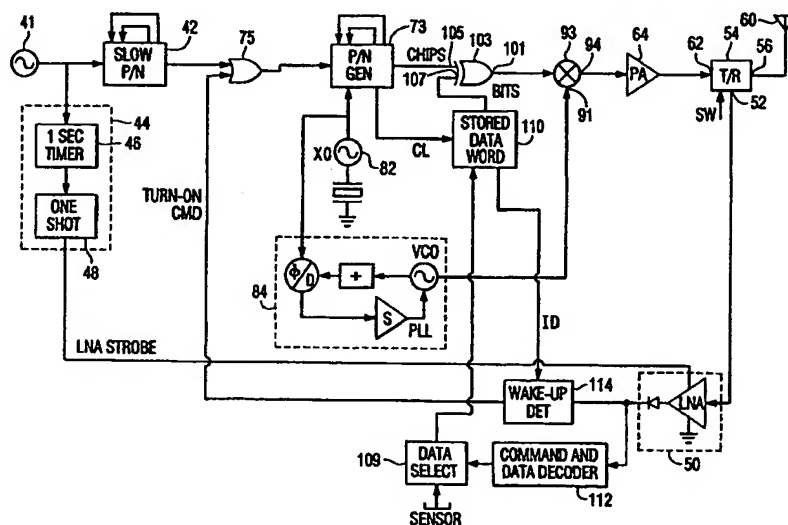 41
SLOW P/N
42
75
P/N GEN
73
CHIPS
105
103
101
107
BITS
93
94
91
64
PA
62
54
T/R
56
52
60
SW
44
1 SEC TIMER
46
ONE SHOT
48
TURN-ON CMD
XO
82
CL
STORED DATA WORD
110
84
Φ/D
+
VCO
S
PLL
ID
LNA STROBE
WAKE-UP DET
114
LNA
50
109
DATA SELECT
COMMAND AND DATA DECODER
112
SENSOR